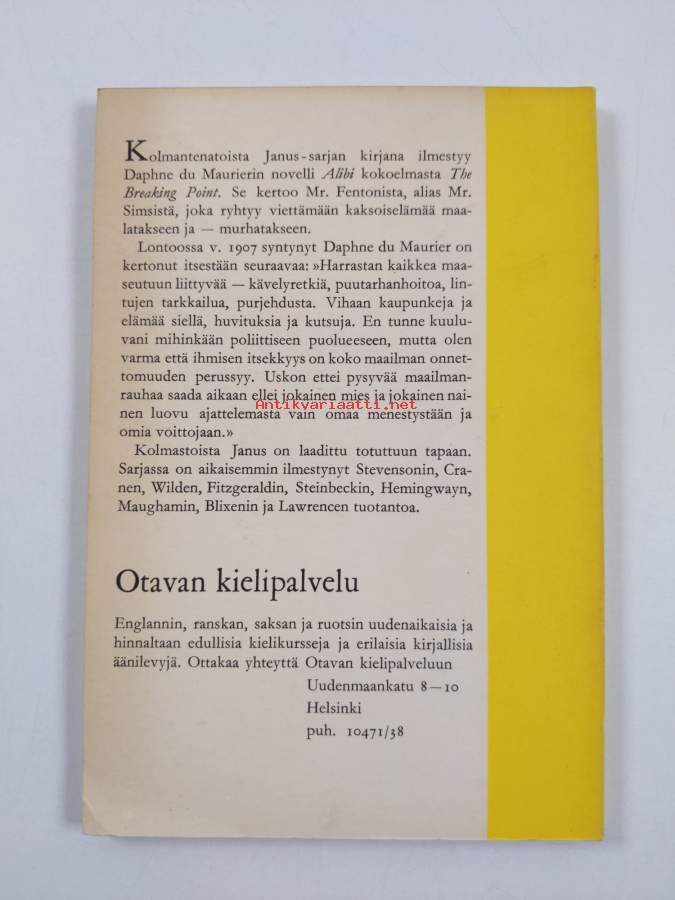 Kolmantenatoista Janus-sarjan kirjana ilmestyy
Daphne du Maurierin novelli Alibi kokoelmasta The
Breaking Point. Se kertoo Mr. Fentonista, alias Mr.
Simsistä, joka ryhtyy viettämään kaksoiselämää maa-
latakseen ja — murhatakseen.
Lontoossa v. 1907 syntynyt Daphne du Maurier on
kertonut itsestään seuraavaa: »Harrastan kaikkea maa-
seutuun liittyvää — kävelyretkiä, puutarhanhoitoa, lin-
tujen tarkkailua, purjehdusta. Vihaan kaupunkeja ja
elämää siellä, huvituksia ja kutsuja. En tunne kuulu-
vani mihinkään poliittiseen puolueeseen, mutta olen
varma että ihmisen itsekkyys on koko maailman onnet-
tomuuden perussyy. Uskon ettei pysyvää maailman-
rauhaa saada aikaan ellei jokainen mies ja jokainen nai-
Antikvariaatti.net
nen luovu ajattelemasta vain omaa menestystään ja
omia voittojaan.»
Kolmastoista Janus on laadittu totuttuun tapaan.
Sarjassa on aikaisemmin ilmestynyt Stevensonin, Cra-
nen, Wilden, Fitzgeraldin, Steinbeckin, Hemingwayn,
Maughamin, Blixenin ja Lawrencen tuotantoa.
Otavan kielipalvelu
Englannin, ranskan, saksan ja ruotsin uudenaikaisia ja
hinnaltaan edullisia kielikursseja ja erilaisia kirjallisia
äänilevyjä. Ottakaa yhteyttä Otavan kielipalveluun
Uudenmaankatu 8—10
Helsinki
puh. 10471/38